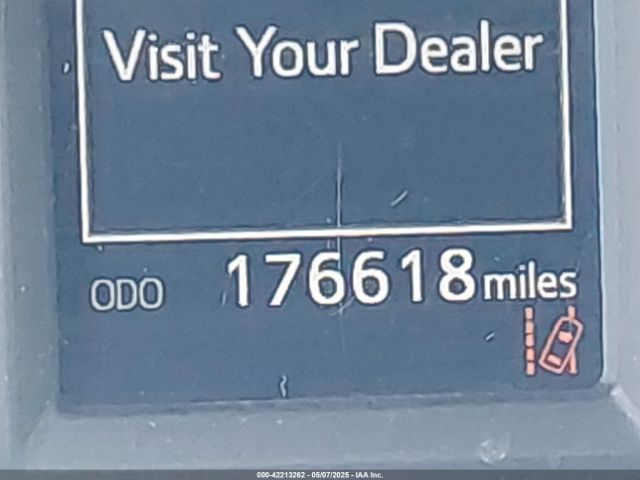 Visit Your Dealer
ODO 176618 miles
000-42213262 - 05/07/2025 - IAA Inc.